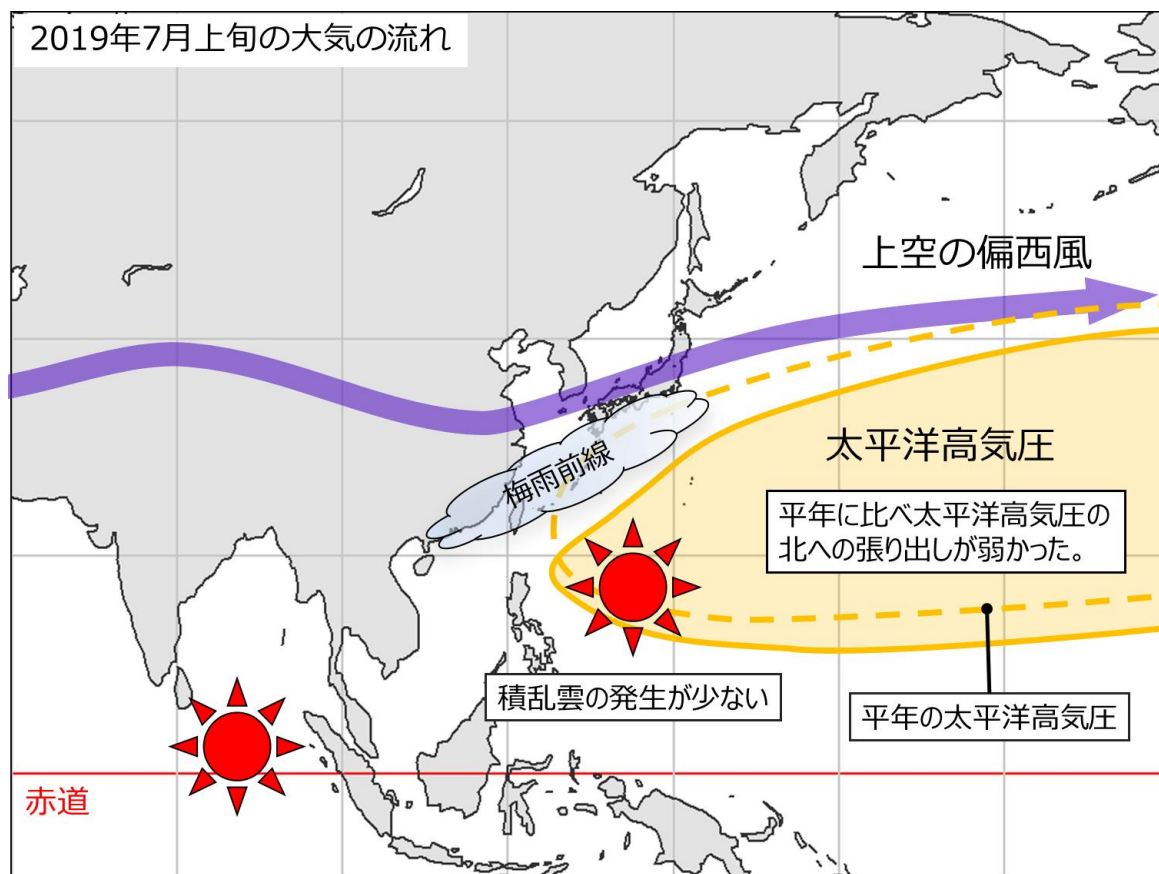 2019年7月上旬の大気の流れ
上空の偏西風
太平洋高気圧
梅雨前線
平年に比べ太平洋高気圧の
北への張り出しが弱かった。
積乱雲の発生が少ない
平年の太平洋高気圧
赤道